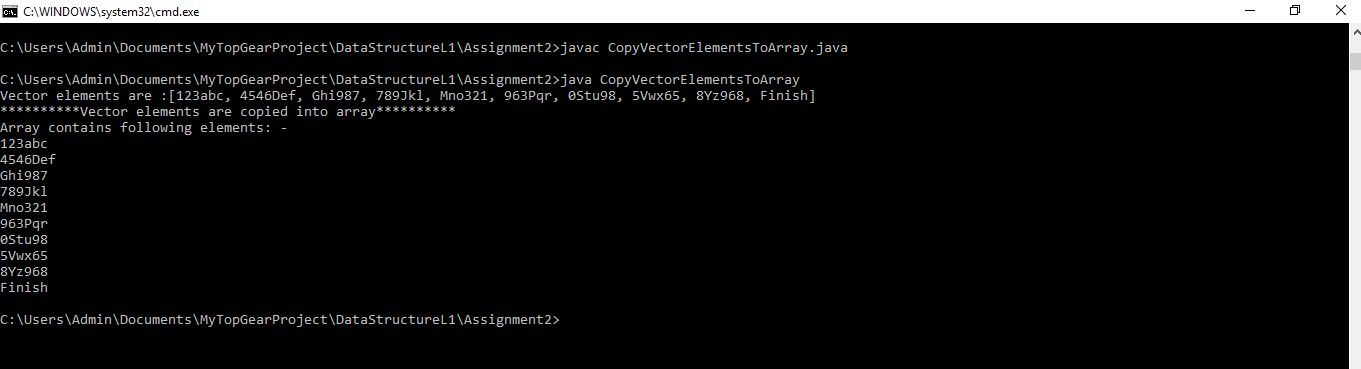 C:\WINDOWS\system32\cmd.exe
C:\Users\Admin\Documents\MyTopGearProject\DataStructureL1\Assignment2>javac CopyVectorElementsToArray.java
C:\Users\Admin\Documents\MyTopGearProject\DataStructureL1\Assignment2>java CopyVectorElementsToArray
Vector elements are :[123abc, 4546Def, Ghi987, 789Jkl, Mno321, 963Pqr, 0Stu98, 5Vwx65, 8Yz968, Finish]
**********Vector elements are copied into array**********
Array contains following elements: -
123abc
4546Def
Ghi987
789Jkl
Mno321
963Pqr
0Stu98
5Vwx65
8Yz968
Finish
C:\Users\Admin\Documents\MyTopGearProject\DataStructureL1\Assignment2>